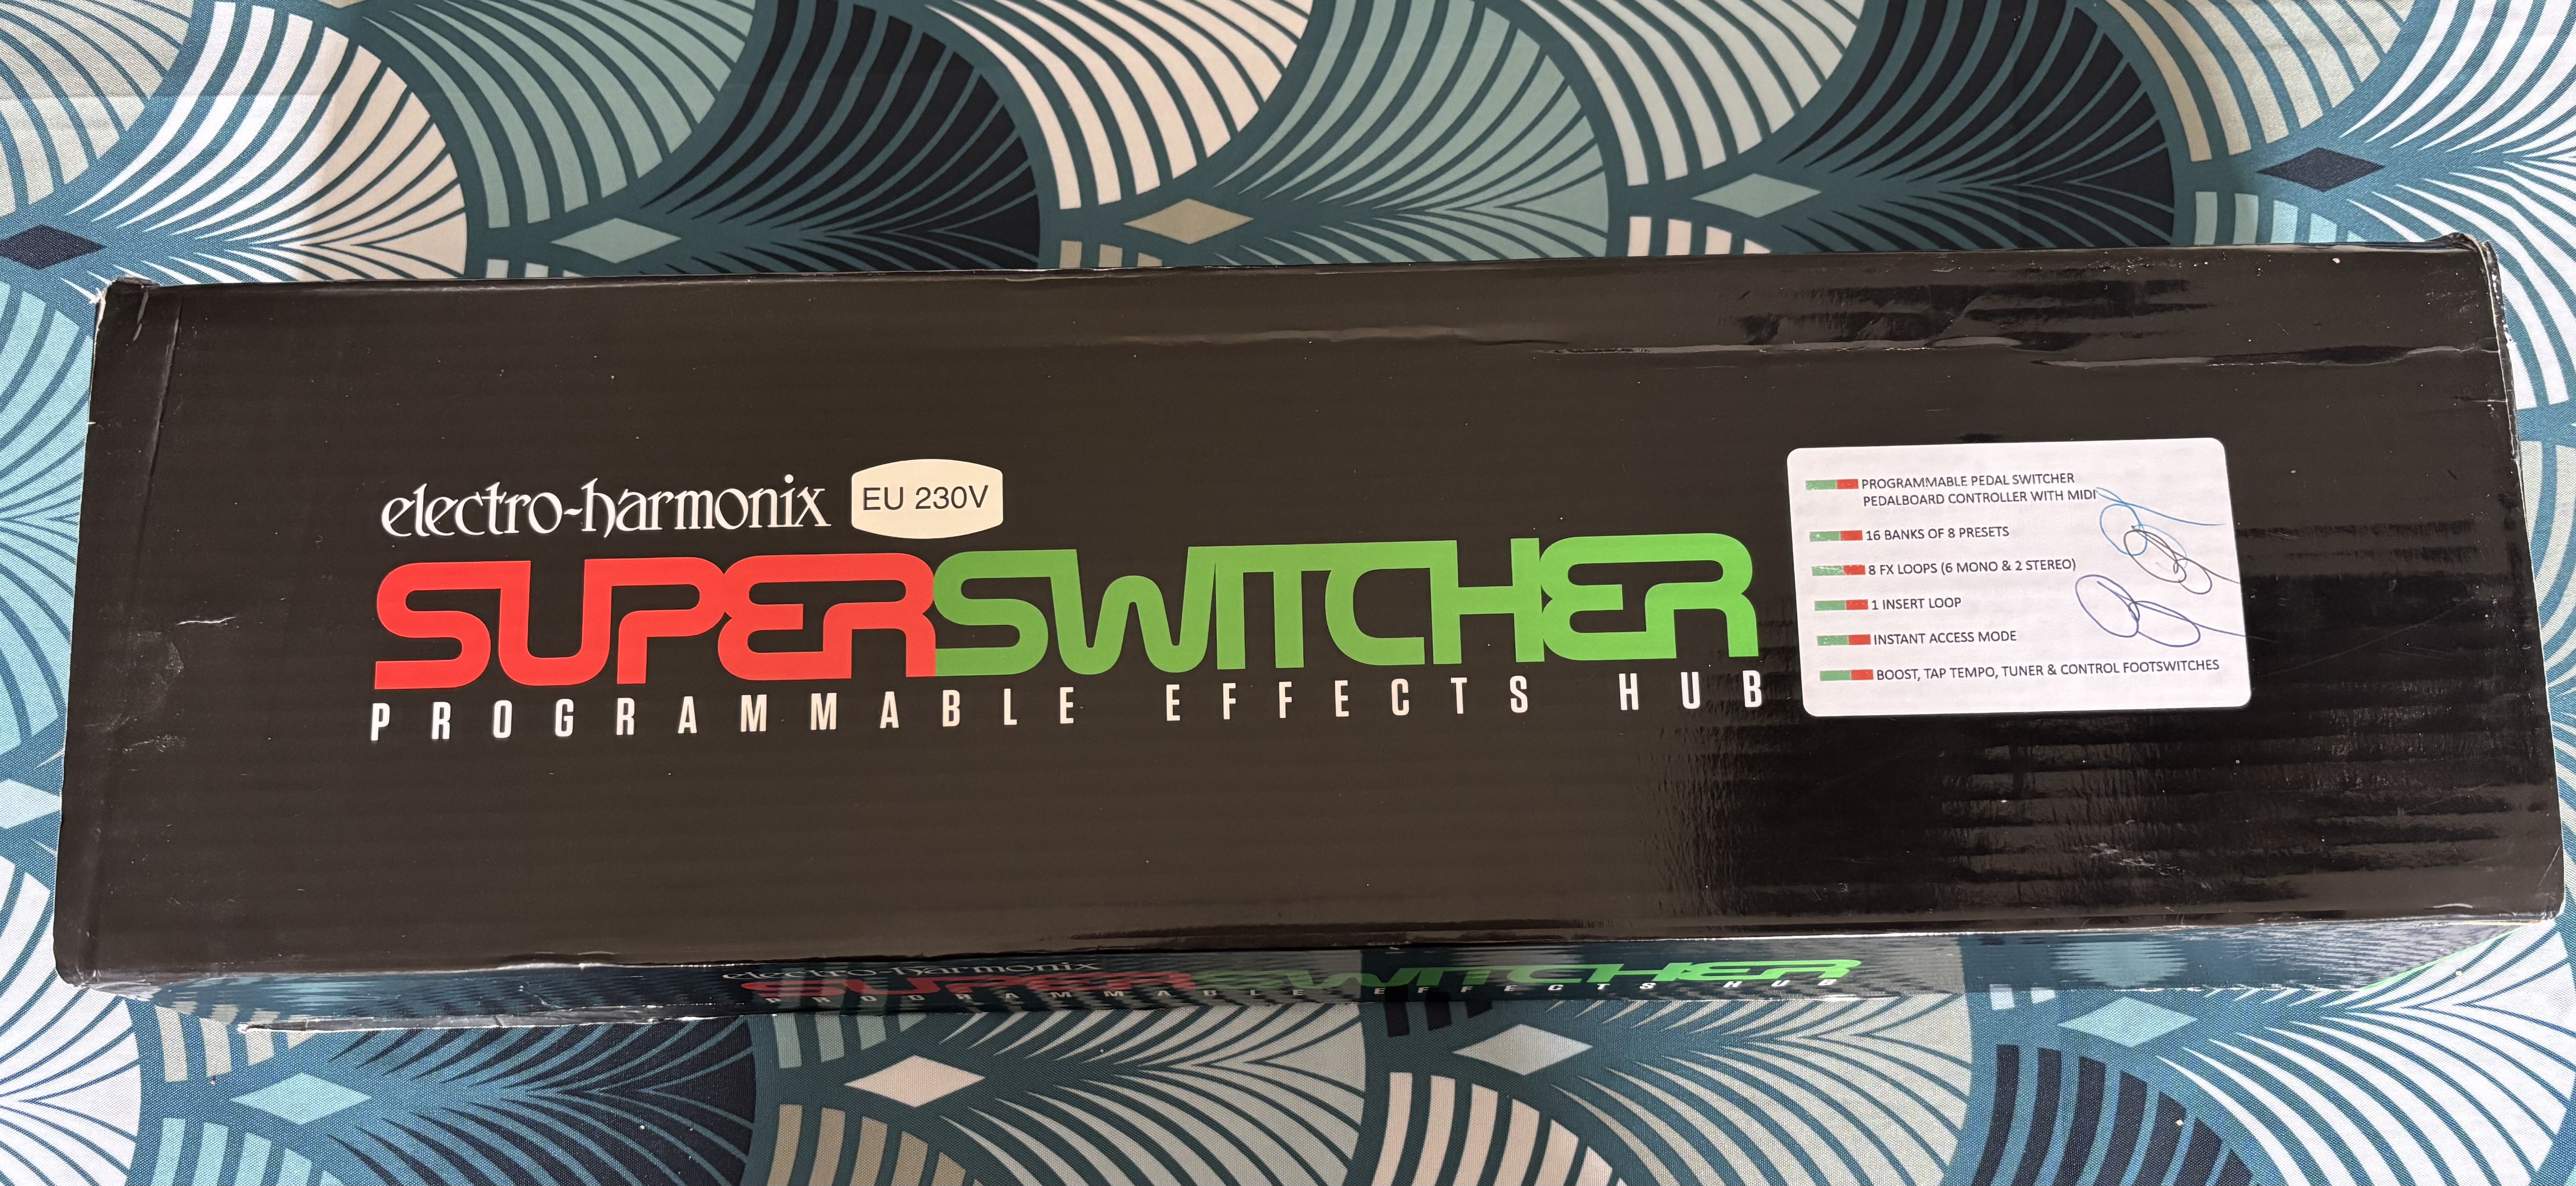 electro-harmonix
EU 230V
SUPERSWITCHER
PROGRAMMABLE EFFECTS HUB
PROGRAMMABLE PEDAL SWITCHER
PEDALBOARD CONTROLLER WITH MIDI
16 BANKS OF 8 PRESETS
8 FX LOOPS (6 MONO & 2 STEREO)
1 INSERT LOOP
INSTANT ACCESS MODE
BOOST, TAP TEMPO, TUNER & CONTROL FOOTSWITCHES
electro-harmonix
SUPERSWITCHER
PROGRAMMABLE EFFECTS HUB